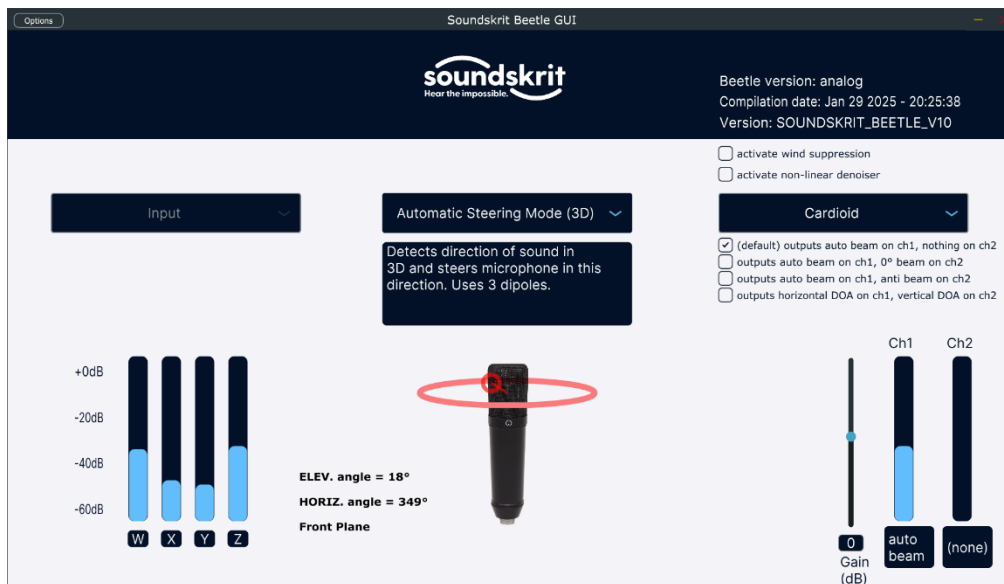 Options
Soundskrit Beetle GUI
soundskrit
Hear the impossible.
Beetle version: analog
Compilation date: Jan 29 2025 - 20:25:38
Version: SOUNDSKRIT_BEETLE_V10
activate wind suppression
activate non-linear denoiser
Input
Automatic Steering Mode (3D)
Cardioid
Detects direction of sound in
3D and steers microphone in this
direction. Uses 3 dipoles.
(default) outputs auto beam on ch1, nothing on ch2
outputs auto beam on ch1, 0° beam on ch2
outputs auto beam on ch1, anti beam on ch2
outputs horizontal DOA on ch1, vertical DOA on ch2
+0dB
-20dB
-40dB
-60dB
W X Y Z
ELEV. angle = 18°
HORIZ. angle = 349°
Front Plane
Ch1 Ch2
0
Gain
(dB)
auto
beam
(none)